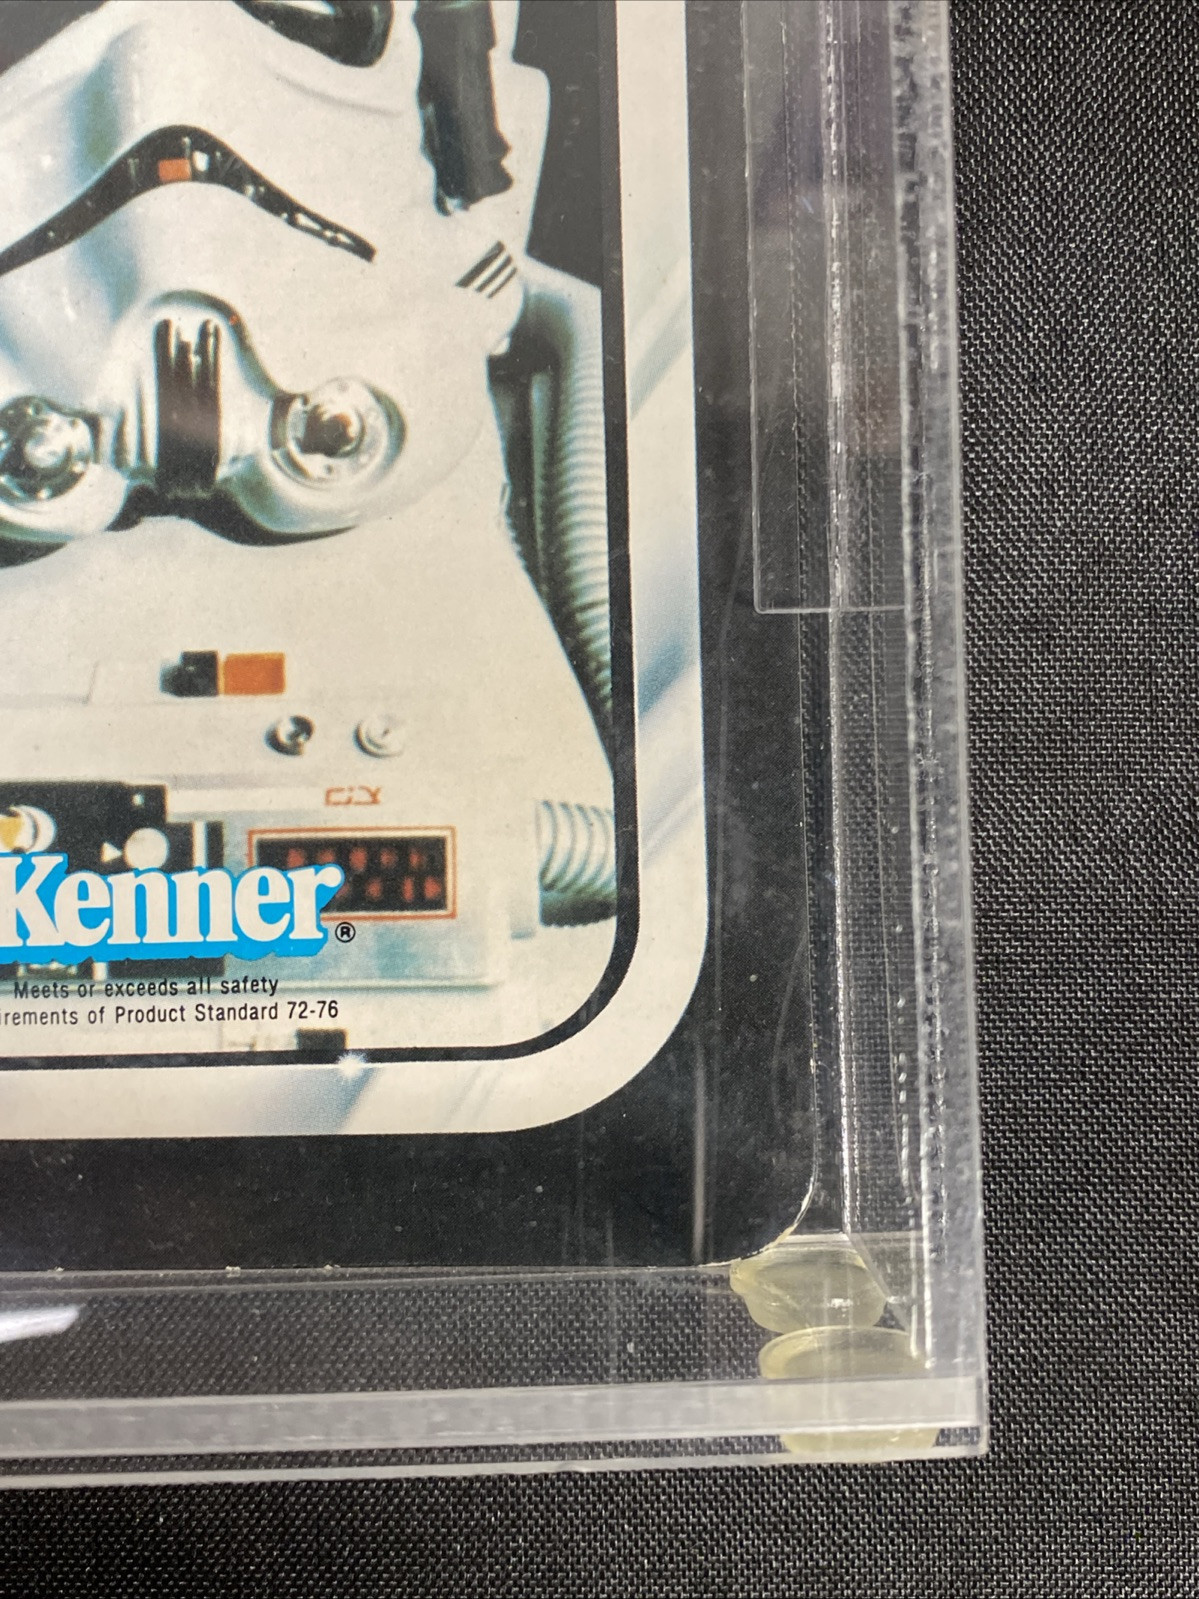 Kenner®
Meets or exceeds all safety
irements of Product Standard 72-76